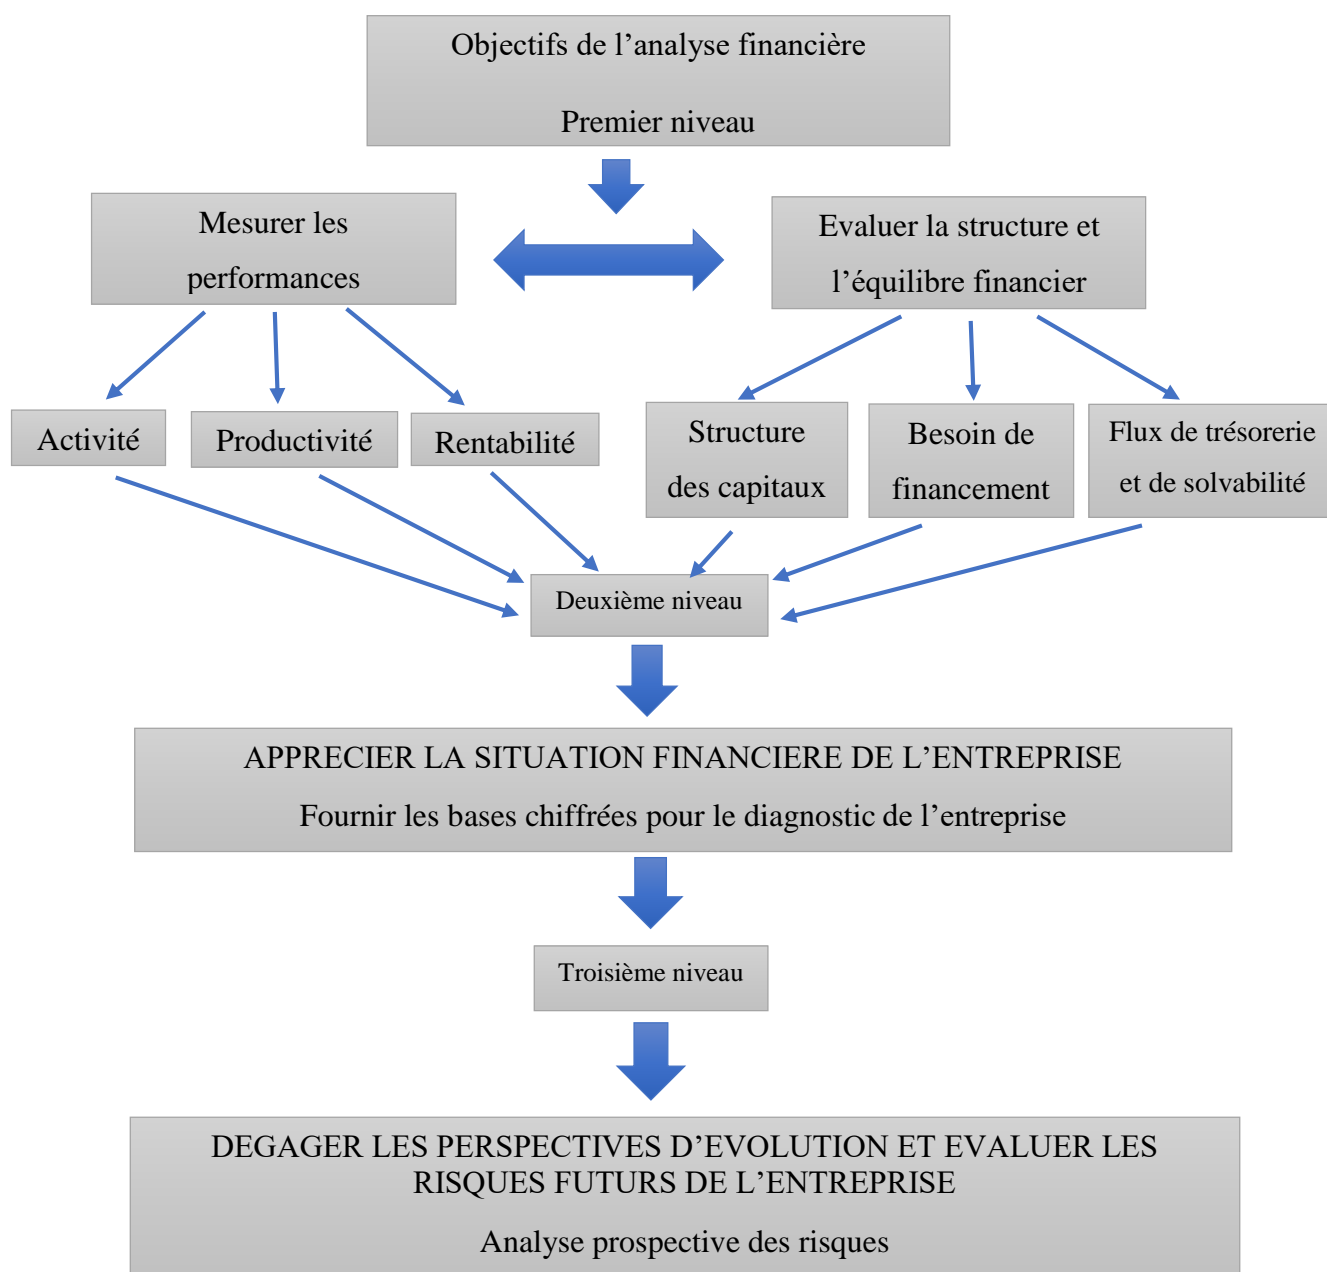 Objectifs de l’analyse financière
Premier niveau
Mesurer les
performances
Evaluer la structure et
l’équilibre financier
Activité
Productivité
Rentabilité
Structure
des capitaux
Besoin de
financement
Flux de trésorerie
et de solvabilité
Deuxième niveau
APPRECIER LA SITUATION FINANCIERE DE L’ENTREPRISE
Fournir les bases chiffrées pour le diagnostic de l’entreprise
Troisième niveau
DEGAGER LES PERSPECTIVES D’EVOLUTION ET EVALUER LES
RISQUES FUTURS DE L’ENTREPRISE
Analyse prospective des risques